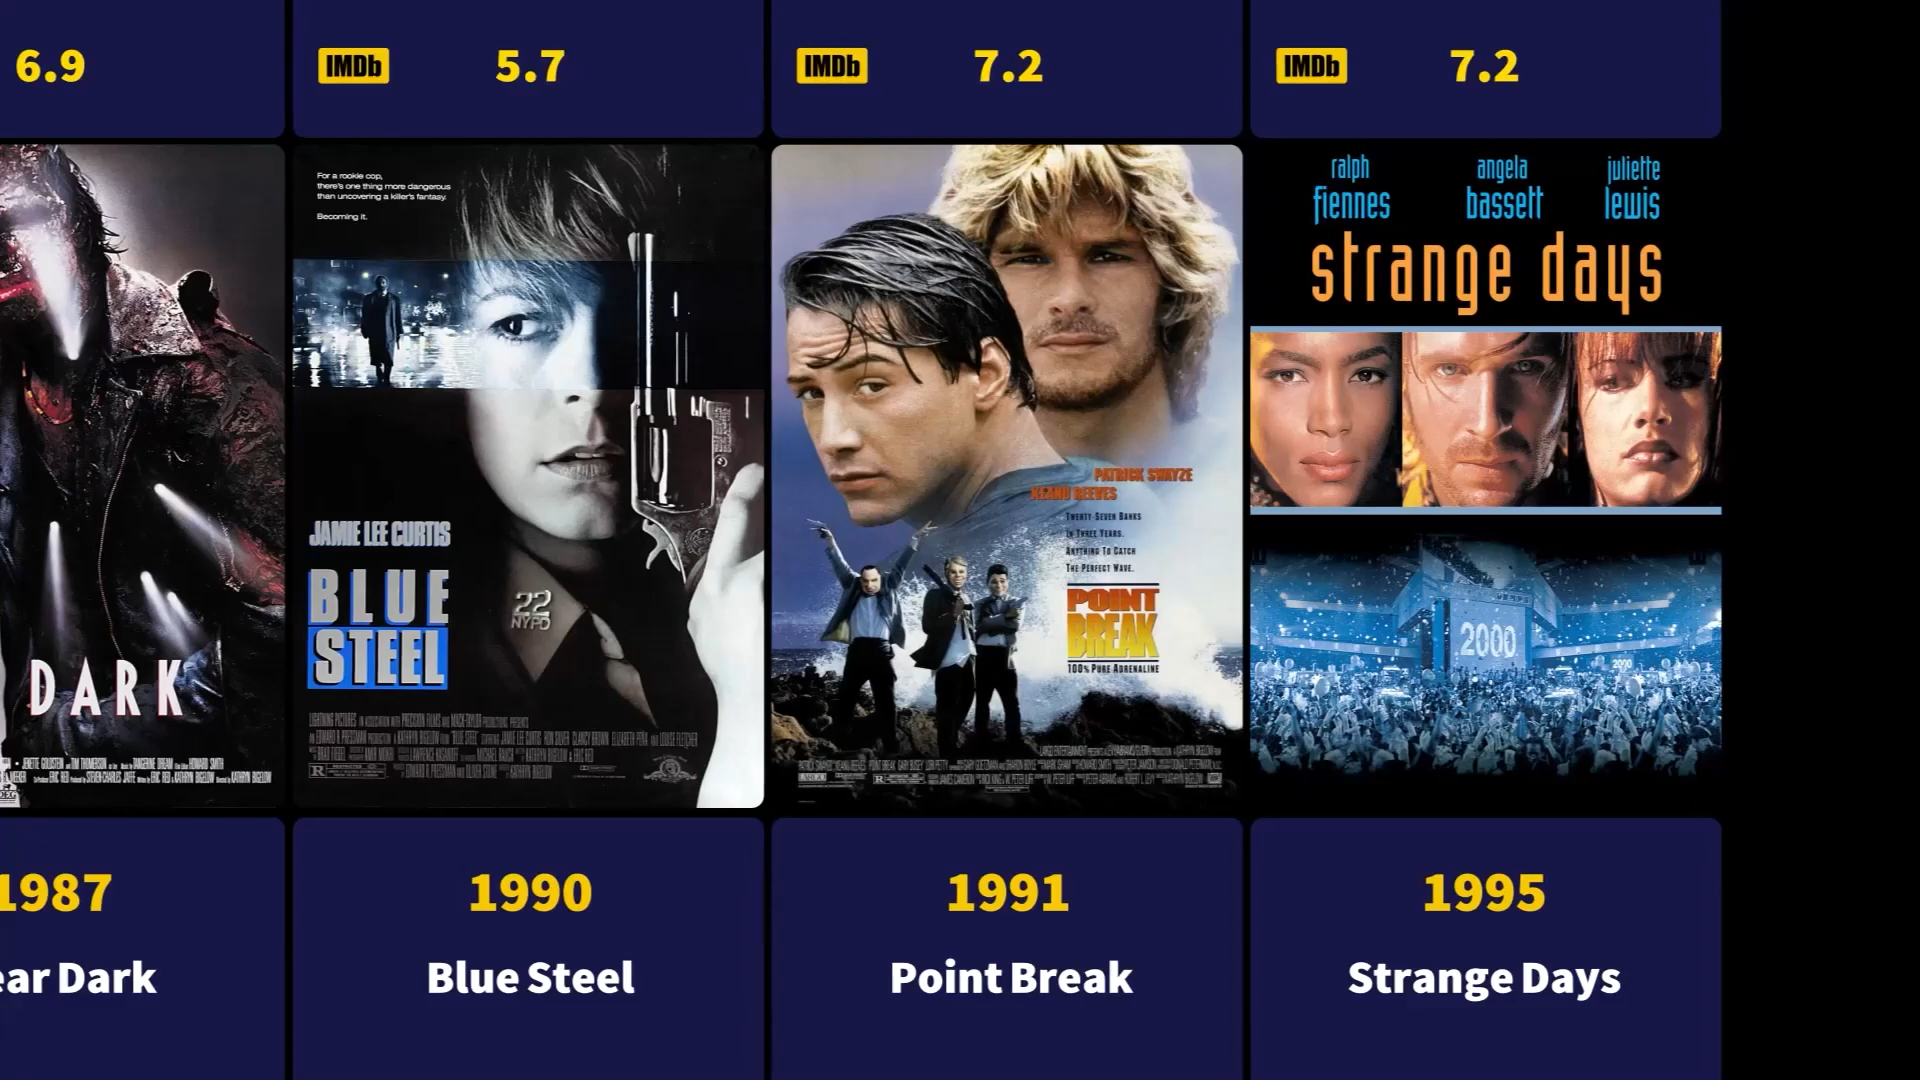 6.9
IMDb 5.7
IMDb 7.2
IMDb 7.2
DARK
For a rookie cop,
there's one thing more dangerous
than uncovering a killer's fantasy.
Becoming it.
JAMIE LEE CURTIS
BLUE
STEEL
22
NYPD
PATRICK SWAYZE
KEANU REEVES
TWENTY-SEVEN BANKS
IN THREE YEARS.
ANYTHING TO CATCH
THE PERFECT WAVE.
POINT
BREAK
100% PURE ADRENALINE
ralph
fiennes
angela
bassett
juliette
lewis
strange days
2000
2000
1987
ear Dark
1990
Blue Steel
1991
Point Break
1995
Strange Days